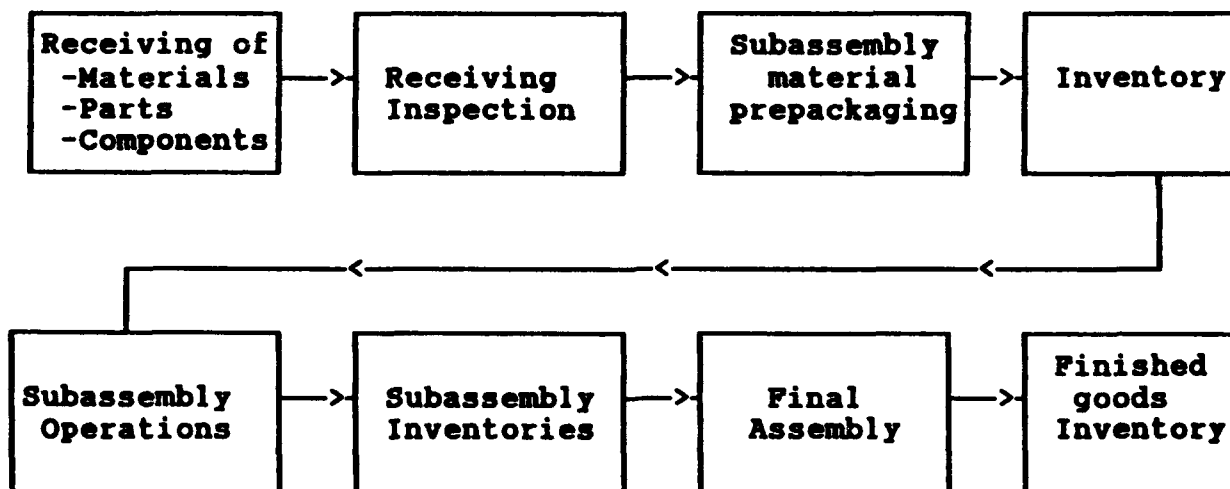 Receiving of
-Materials
-Parts
-Components
Receiving
Inspection
Subassembly
material
prepackaging
Inventory
Subassembly
Operations
Subassembly
Inventories
Final
Assembly
Finished
goods
Inventory